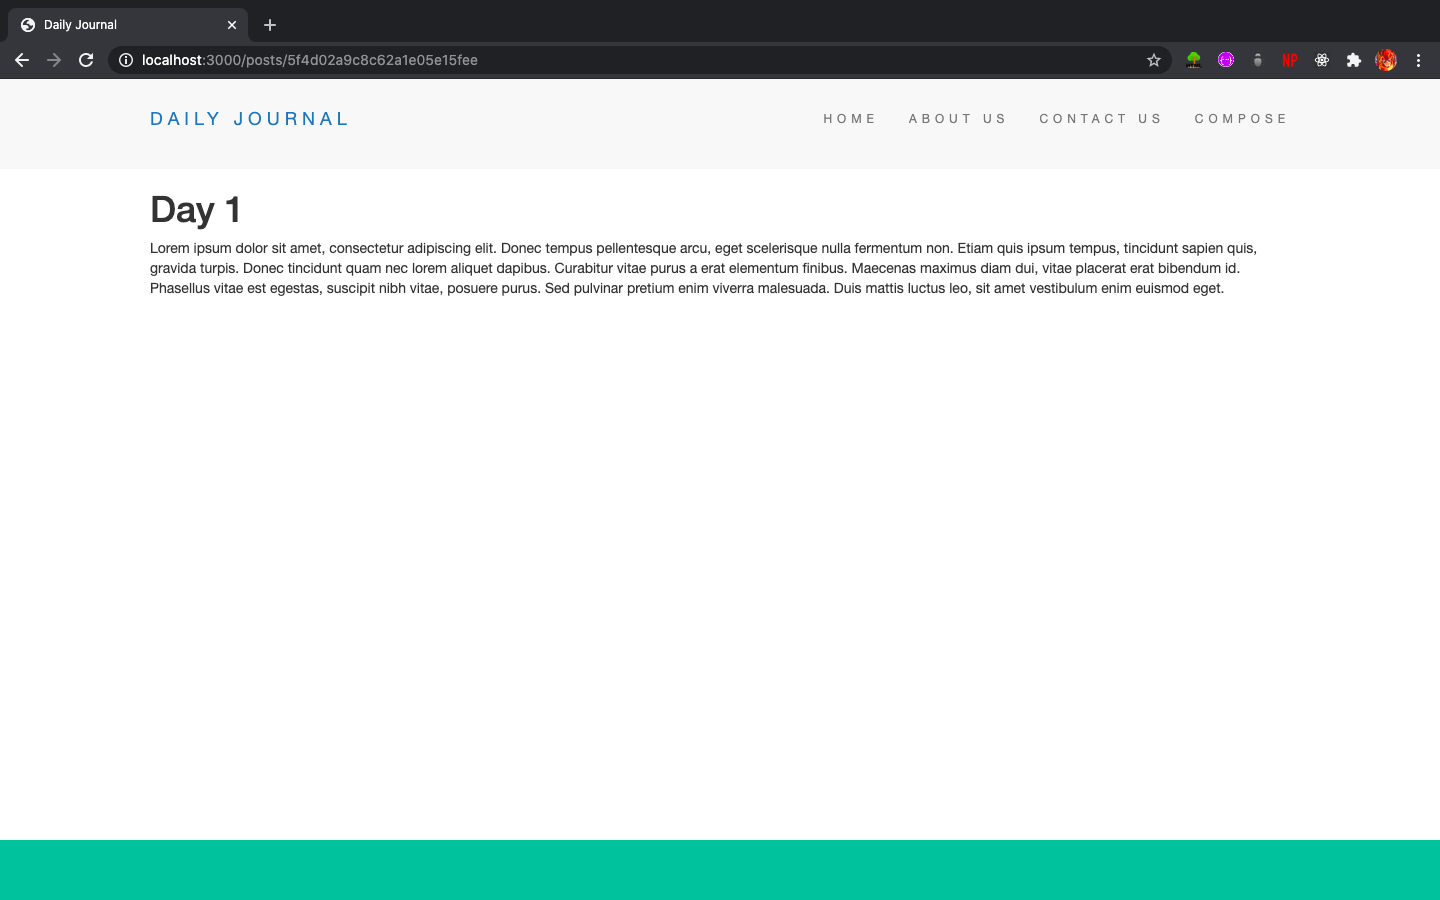 Daily Journal
localhost:3000/posts/5f4d02a9c8c62a1e05e15fee
NP
DAILY JOURNAL
HOME ABOUT US CONTACT US COMPOSE
Day 1
Lorem ipsum dolor sit amet, consectetur adipiscing elit. Donec tempus pellentesque arcu, eget scelerisque nulla fermentum non. Etiam quis ipsum tempus, tincidunt sapien quis,
gravida turpis. Donec tincidunt quam nec lorem aliquet dapibus. Curabitur vitae purus a erat elementum finibus. Maecenas maximus diam dui, vitae placerat erat bibendum id.
Phasellus vitae est egestas, suscipit nibh vitae, posuere purus. Sed pulvinar pretium enim viverra malesuada. Duis mattis luctus leo, sit amet vestibulum enim euismod eget.